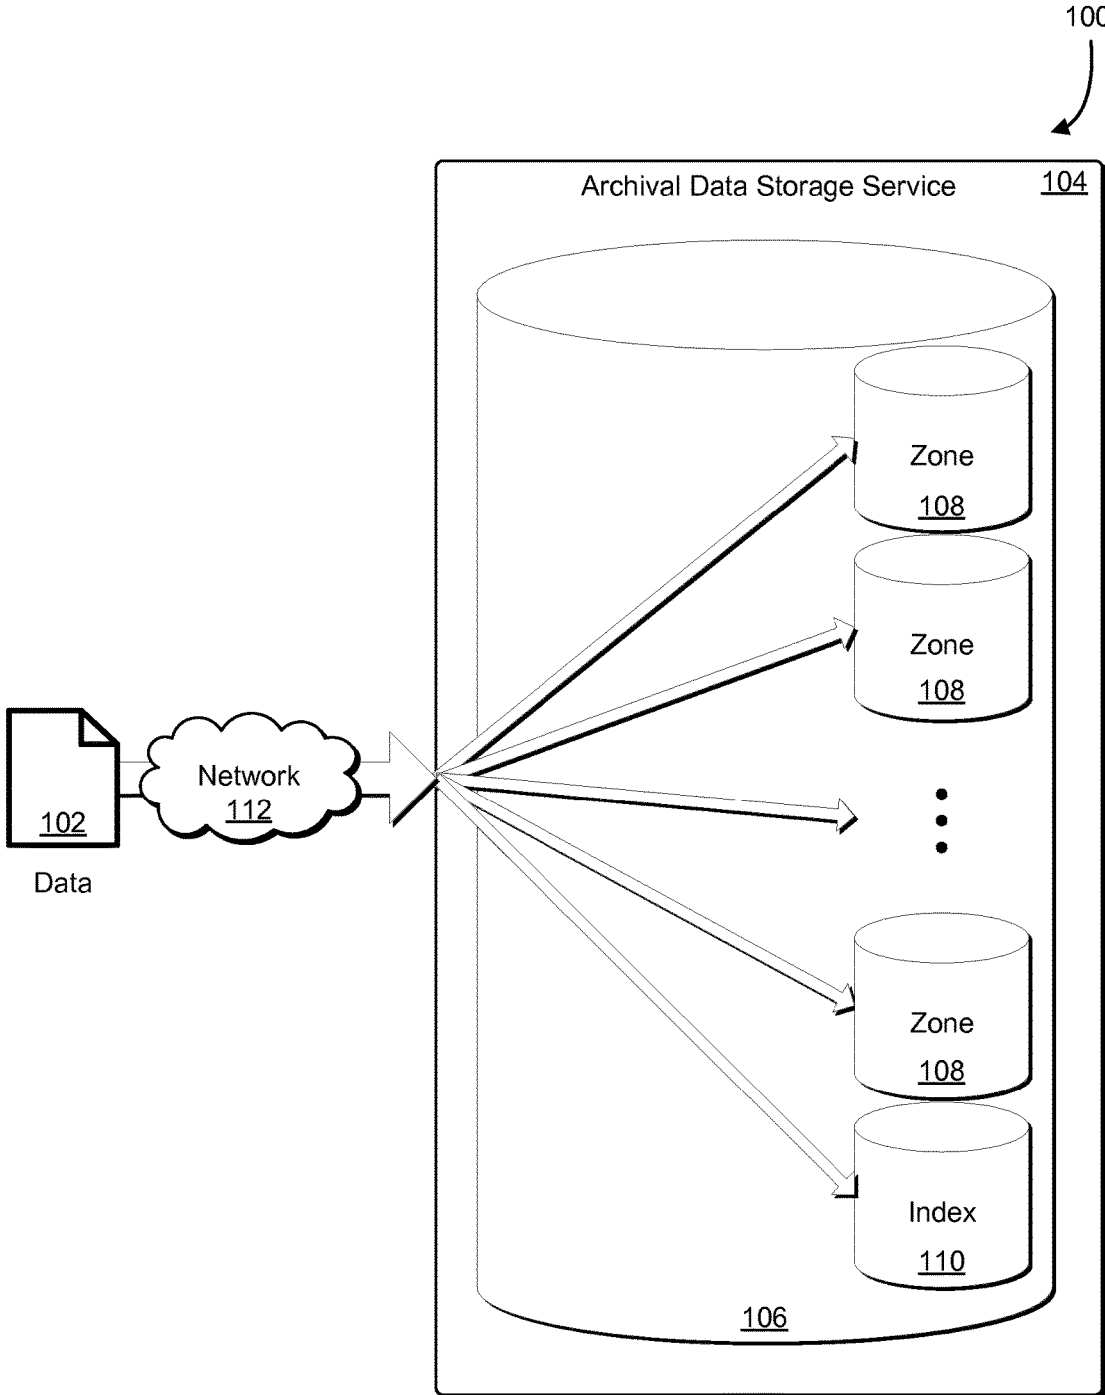 100
Archival Data Storage Service
104
Zone
108
Zone
108
Network
112
102
Data
Zone
108
Index
110
106